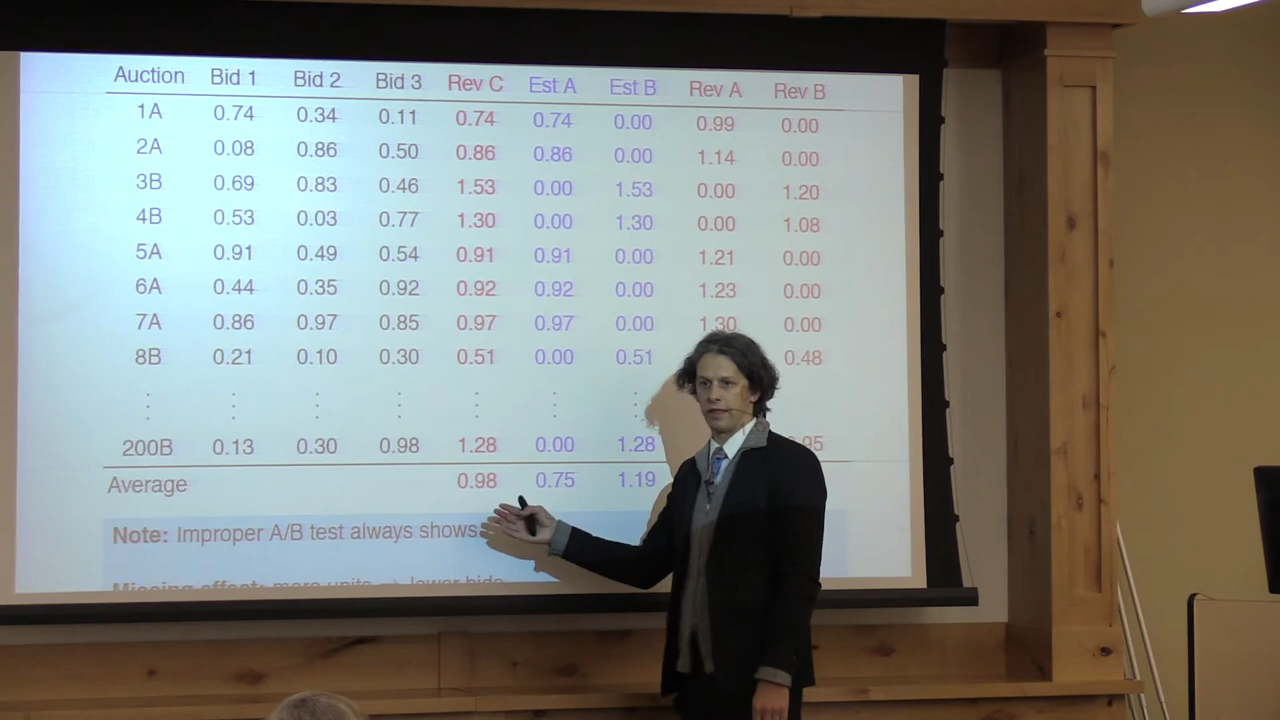 Auction Bid 1 Bid 2 Bid 3 Rev C Est A Est B Rev A Rev B
1A 0.74 0.34 0.11 0.74 0.74 0.00 0.99 0.00
2A 0.08 0.86 0.50 0.86 0.86 0.00 1.14 0.00
3B 0.69 0.83 0.46 1.53 0.00 1.53 0.00 1.20
4B 0.53 0.03 0.77 1.30 0.00 1.30 0.00 1.08
5A 0.91 0.49 0.54 0.91 0.91 0.00 1.21 0.00
6A 0.44 0.35 0.92 0.92 0.92 0.00 1.23 0.00
7A 0.86 0.97 0.85 0.97 0.97 0.00 1.30 0.00
8B 0.21 0.10 0.30 0.51 0.00 0.51 0.48
200B 0.13 0.30 0.98 1.28 0.00 1.28
Average 0.98 0.75 1.19
Note: Improper A/B test always shows
Missing effect: more units → lower bids